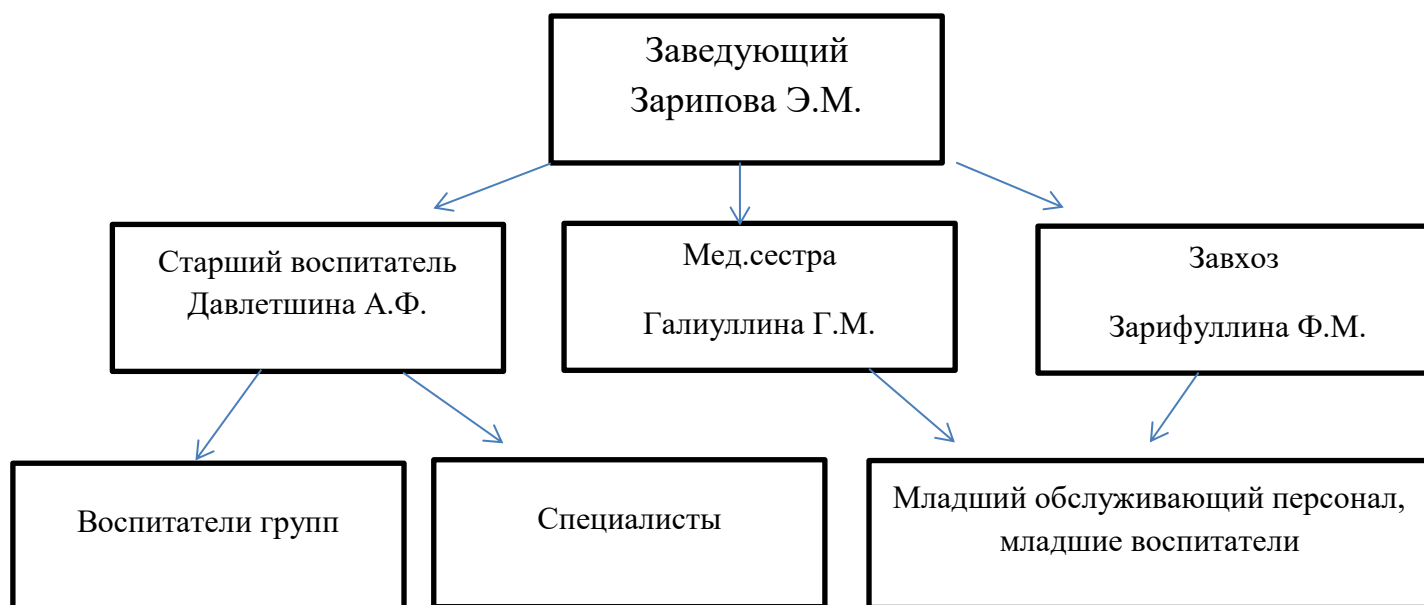 Заведующий
Зарипова Э.М.
Старший воспитатель
Давлетшина А.Ф.
Мед.сестра
Галиуллина Г.М.
Завхоз
Зарифуллина Ф.М.
Воспитатели групп
Специалисты
Младший обслуживающий персонал,
младшие воспитатели